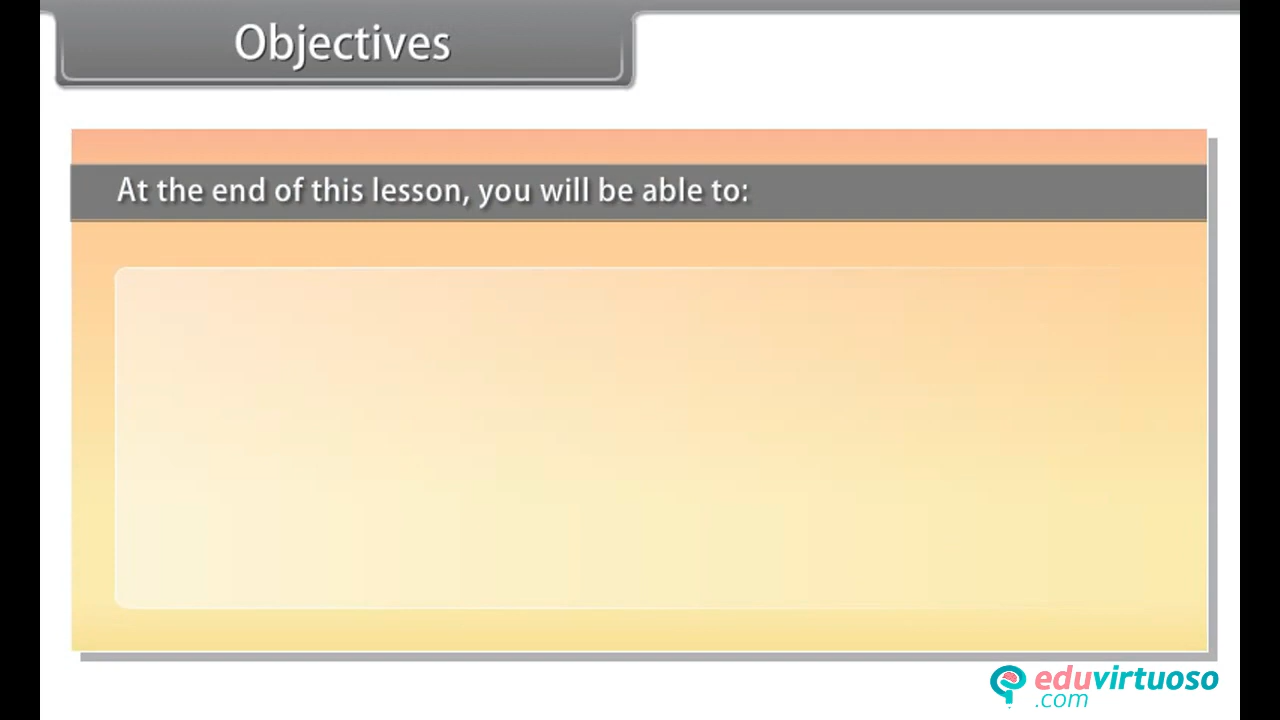 Objectives
At the end of this lesson, you will be able to:
eduvirtuoso
.com